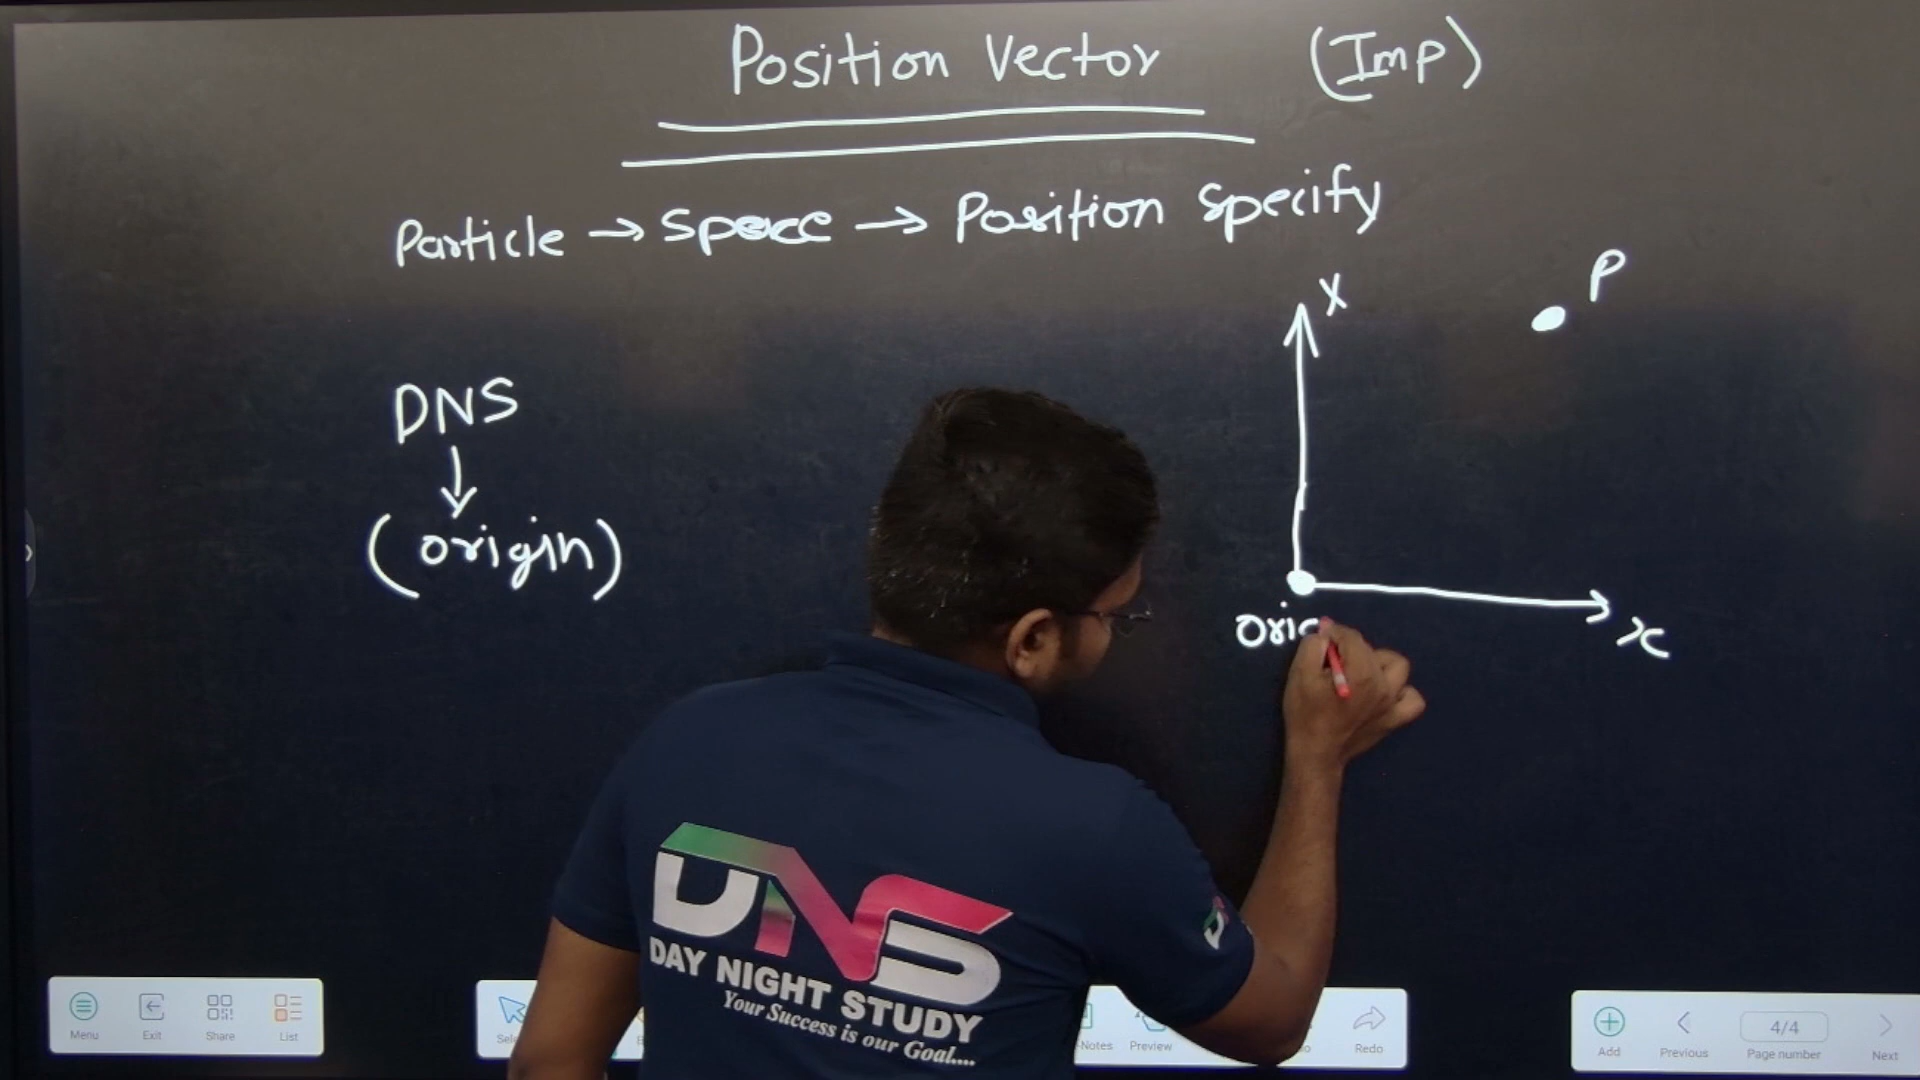 Position Vector (Imp)
Particle → Space → Position Specify
P
X
DNS
↓
(origin)
x
DNS
DAY NIGHT STUDY
Your Success is our Goal....
Menu Exit Share List
Preview
Redo
Add Previous Page number Next
4/4